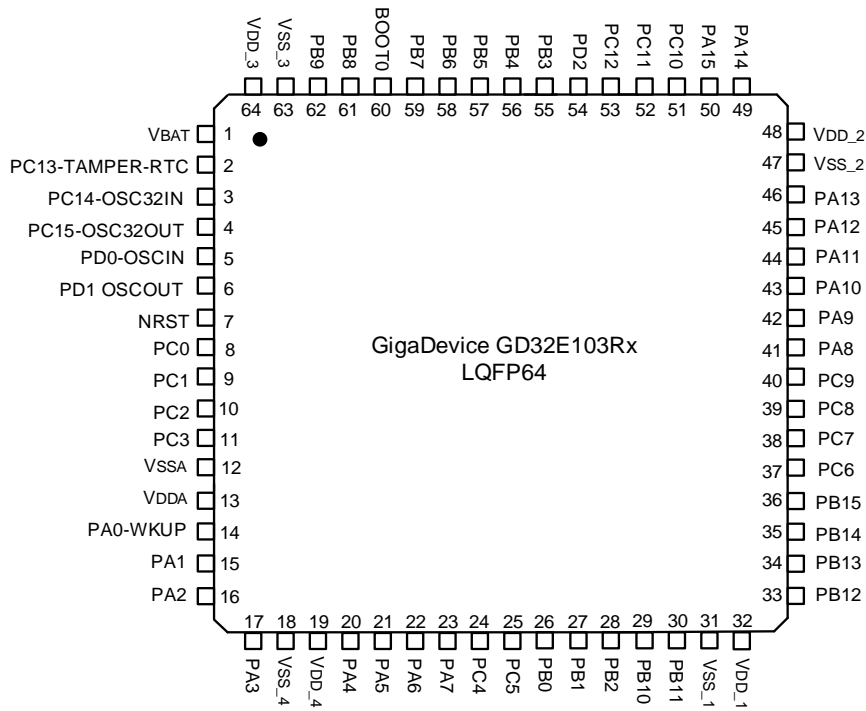 VDD_3
VSS_3
PB9
PB8
BOOT0
PB7
PB6
PB5
PB4
PB3
PD2
PC12
PC11
PC10
PA15
PA14
64 63 62 61 60 59 58 57 56 55 54 53 52 51 50 49
VBAT 1
PC13-TAMPER-RTC 2
PC14-OSC32IN 3
PC15-OSC32OUT 4
PD0-OSCIN 5
PD1 OSCOUT 6
NRST 7
PC0 8
PC1 9
PC2 10
PC3 11
VSSA 12
VDDA 13
PA0-WKUP 14
PA1 15
PA2 16
GigaDevice GD32E103Rx
LQFP64
48 VDD_2
47 VSS_2
46 PA13
45 PA12
44 PA11
43 PA10
42 PA9
41 PA8
40 PC9
39 PC8
38 PC7
37 PC6
36 PB15
35 PB14
34 PB13
33 PB12
17 18 19 20 21 22 23 24 25 26 27 28 29 30 31 32
PA3
VSS_4
VDD_4
PA4
PA5
PA6
PA7
PC4
PC5
PB0
PB1
PB2
PB10
PB11
VSS_1
VDD_1